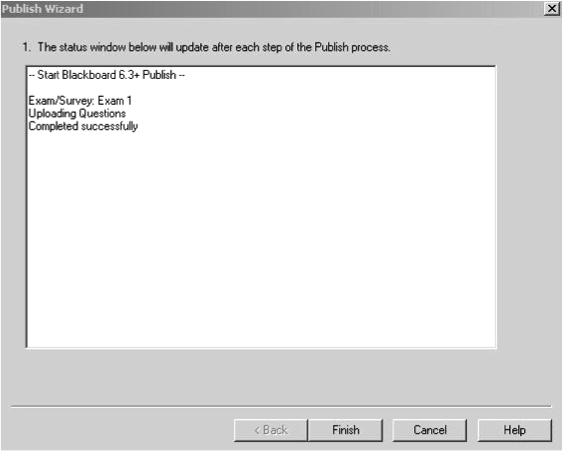 Publish Wizard
1. The status window below will update after each step of the Publish process.
-- Start Blackboard 6.3+ Publish --
Exam/Survey: Exam 1
Uploading Questions
Completed successfully
< Back Finish Cancel Help